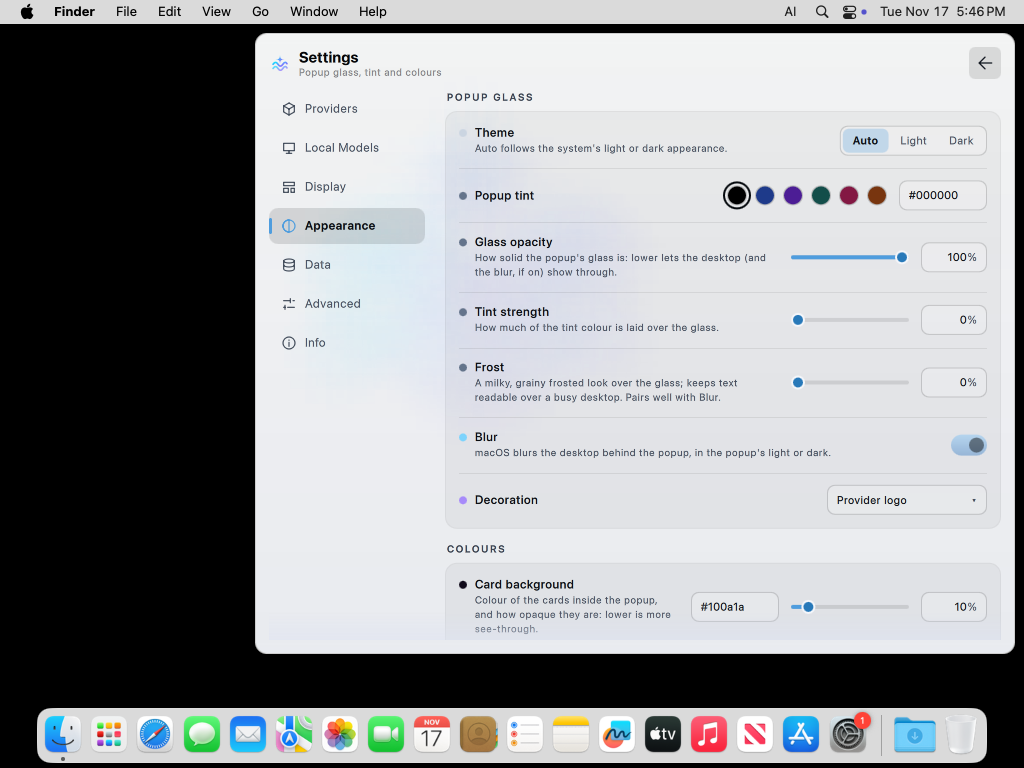 Finder File Edit View Go Window Help AI Tue Nov 17 5:46 PM
Settings
Popup glass, tint and colours
Providers
Local Models
Display
Appearance
Data
Advanced
Info
POPUP GLASS
Theme
Auto follows the system's light or dark appearance.
Auto Light Dark
Popup tint
#000000
Glass opacity
How solid the popup's glass is: lower lets the desktop (and
the blur, if on) show through.
100%
Tint strength
How much of the tint colour is laid over the glass.
0%
Frost
A milky, grainy frosted look over the glass; keeps text
readable over a busy desktop. Pairs well with Blur.
0%
Blur
macOS blurs the desktop behind the popup, in the popup's light or dark.
Decoration
Provider logo
COLOURS
Card background
Colour of the cards inside the popup,
and how opaque they are: lower is more
see-through.
#100a1a
10%
NOV
17
tv
1